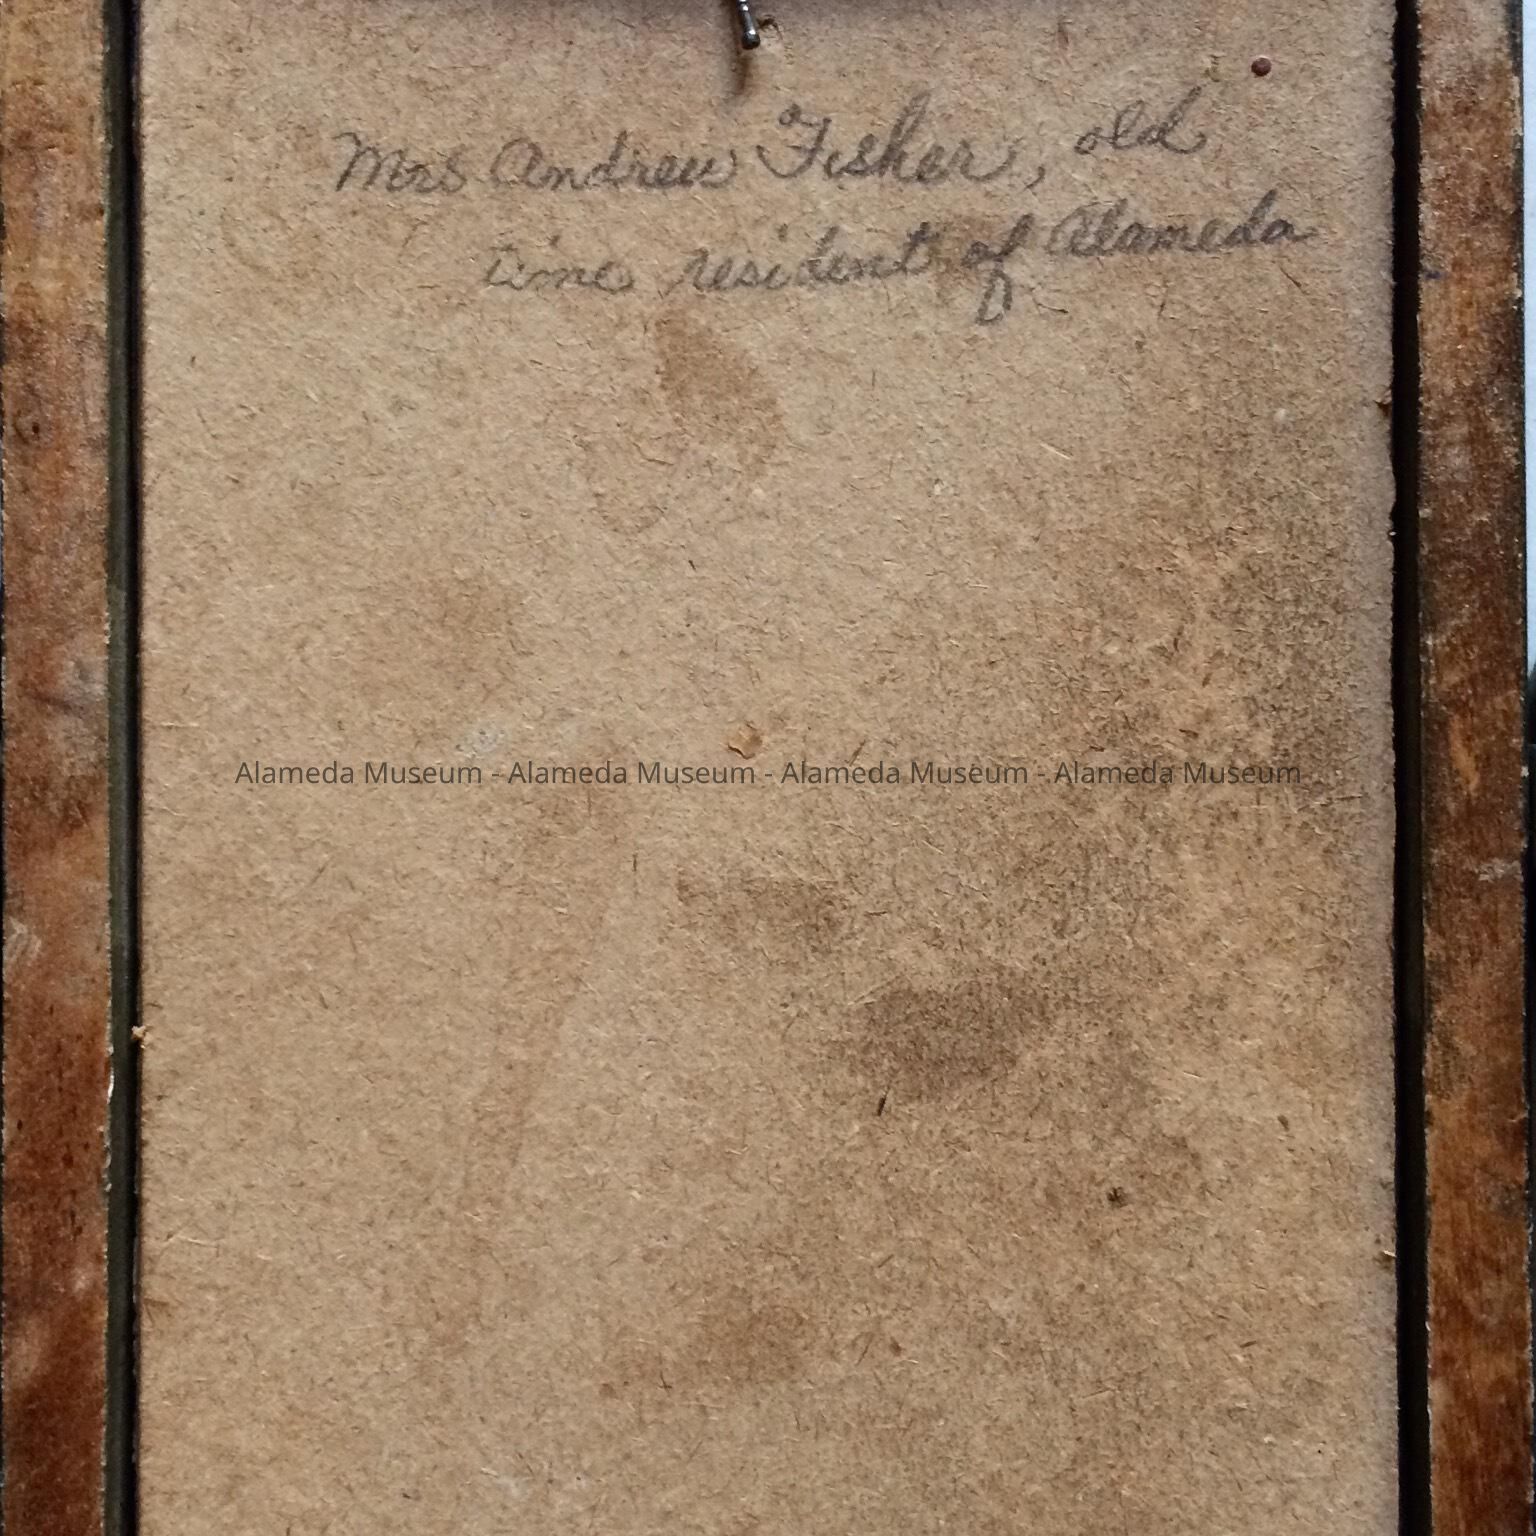 Mrs Andrew Fisher, old
time resident of Alameda
Alameda Museum - Alameda Museum - Alameda Museum - Alameda Museum